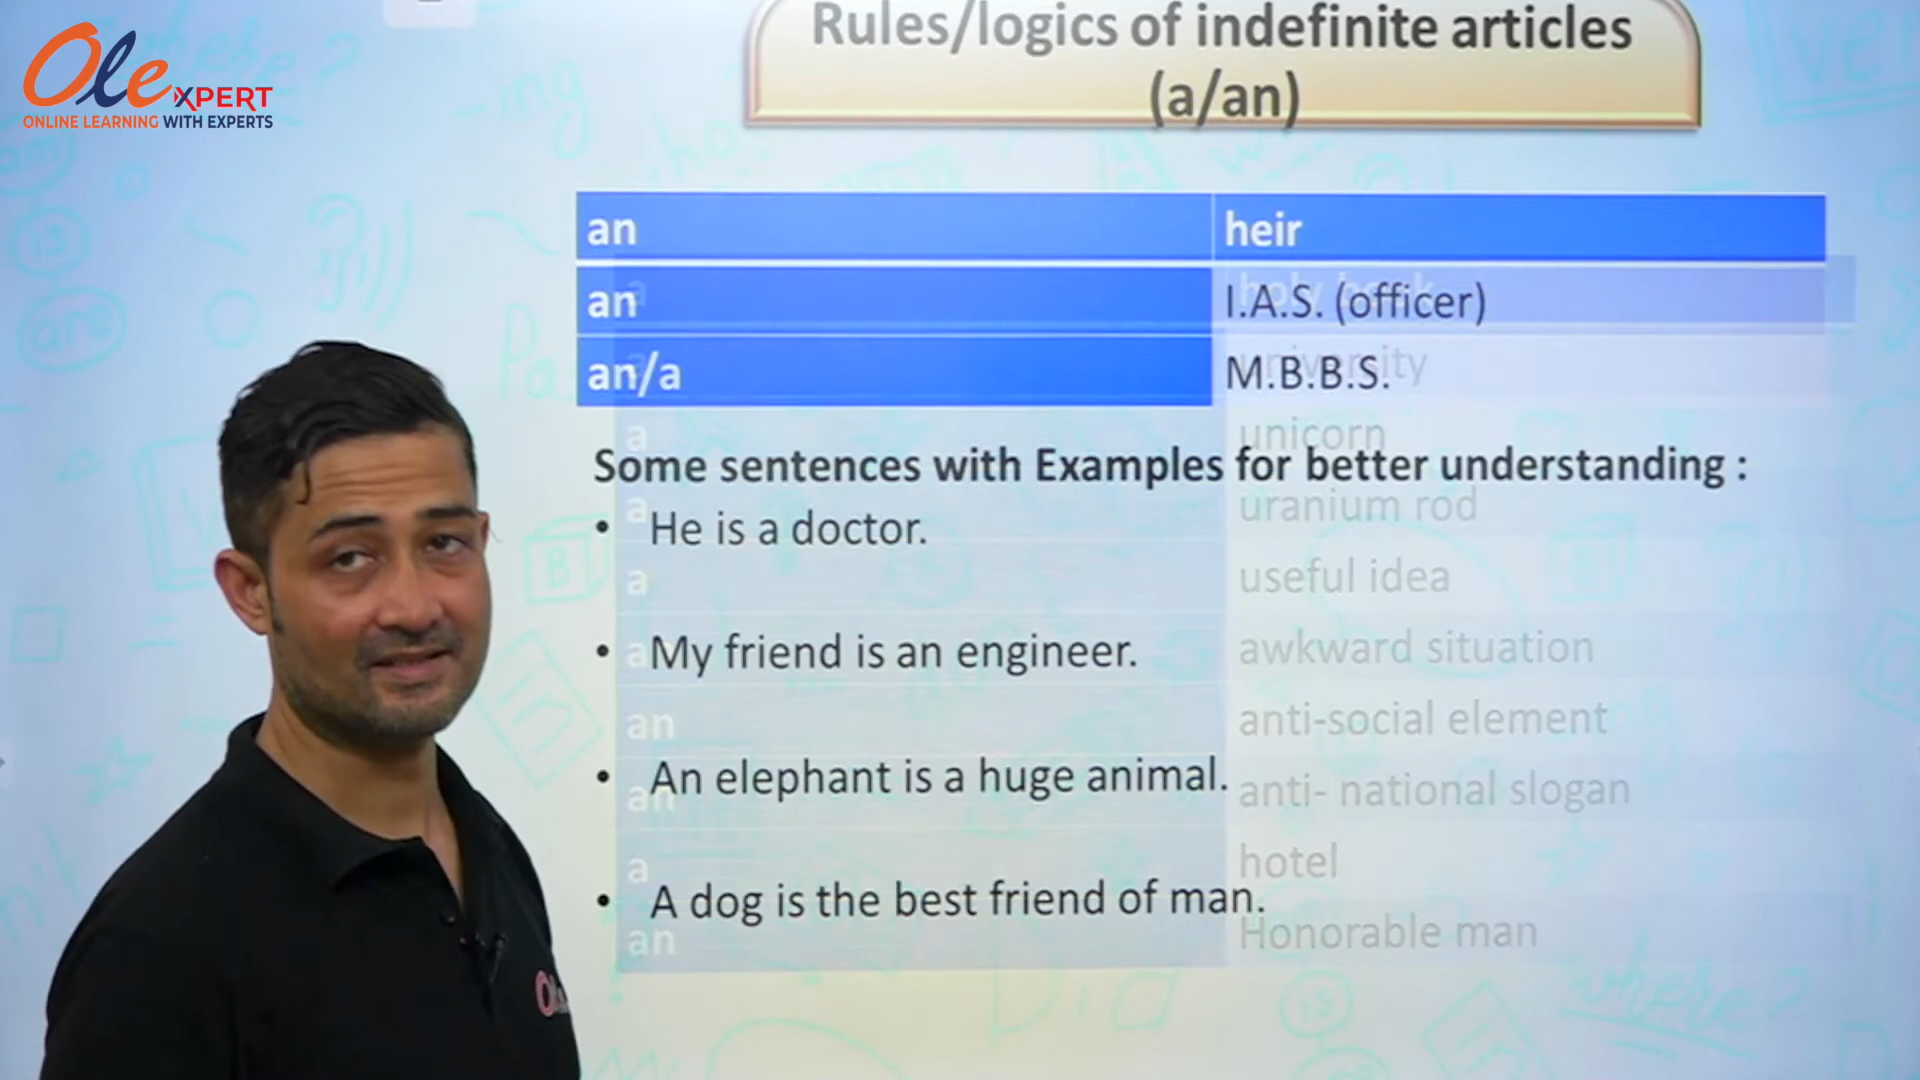 Ole XPERT
ONLINE LEARNING WITH EXPERTS
Rules/logics of indefinite articles
(a/an)
an heir
an I.A.S. (officer)
an/a M.B.B.S.
Some sentences with Examples for better understanding :
• He is a doctor.
• My friend is an engineer.
• An elephant is a huge animal.
• A dog is the best friend of man.
a
university
a unicorn
a uranium rod
a useful idea
awkward situation
an anti-social element
an anti- national slogan
a hotel
an Honorable man